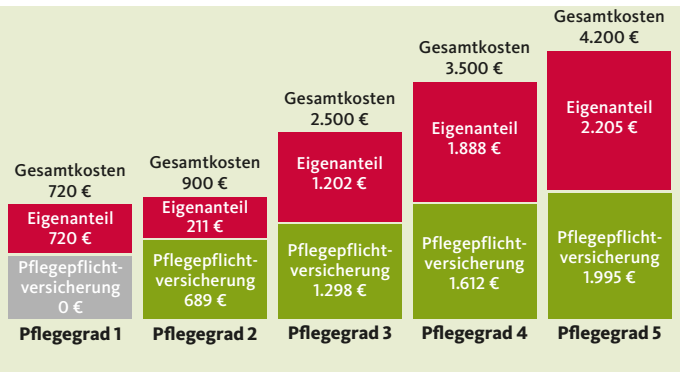 Gesamtkosten
720 €
Eigenanteil
720 €
Pflegepflicht-
versicherung
0 €
Pflegegrad 1
Gesamtkosten
900 €
Eigenanteil
211 €
Pflegepflicht-
versicherung
689 €
Pflegegrad 2
Gesamtkosten
2.500 €
Eigenanteil
1.202 €
Pflegepflicht-
versicherung
1.298 €
Pflegegrad 3
Gesamtkosten
3.500 €
Eigenanteil
1.888 €
Pflegepflicht-
versicherung
1.612 €
Pflegegrad 4
Gesamtkosten
4.200 €
Eigenanteil
2.205 €
Pflegepflicht-
versicherung
1.995 €
Pflegegrad 5